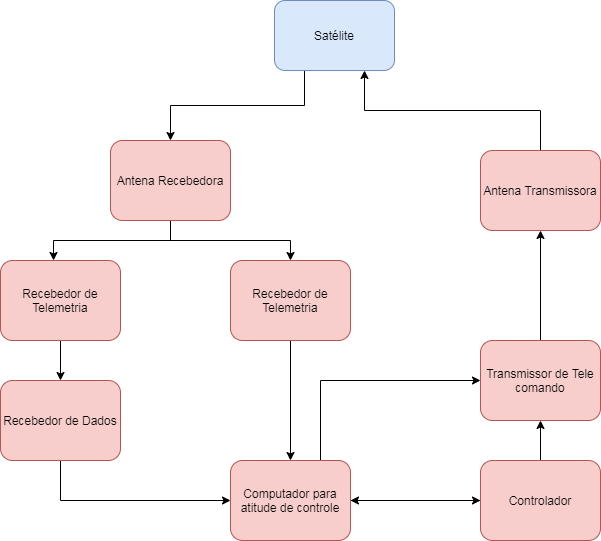 Satélite
Antena Recebedora
Antena Transmissora
Recebedor de
Telemetria
Recebedor de
Telemetria
Transmissor de Tele
comando
Recebedor de Dados
Computador para
atitude de controle
Controlador